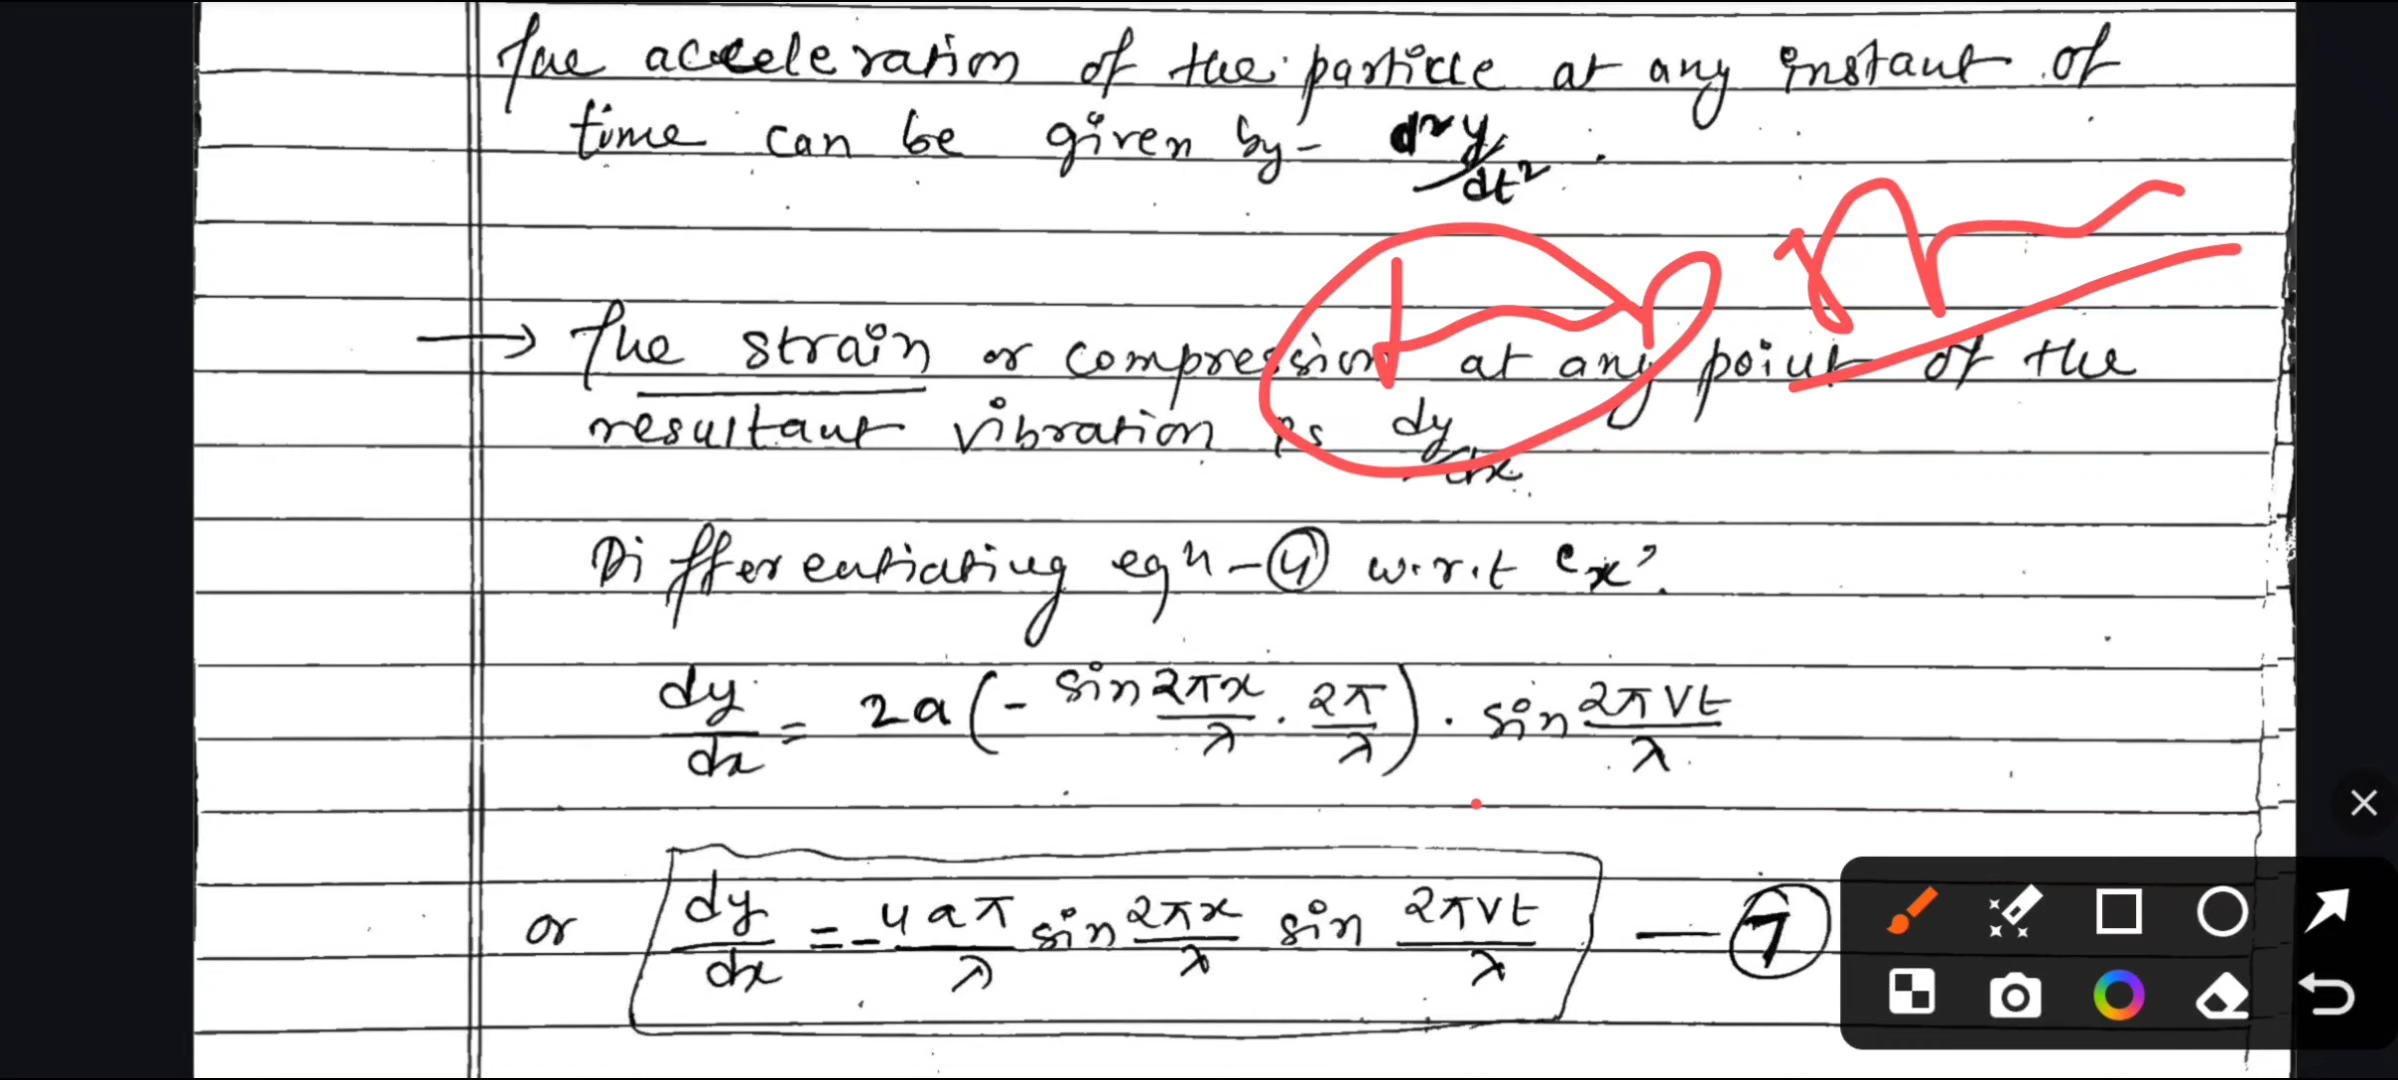 The acceleration of the particle at any instant of
time can be given by - d²y/dt² .
→ The strain or compression at any point of the
resultant vibration is dy/dx .
Differentiating eqn - ④ w.r.t 'x'.
dy/dx = 2a (- sin 2πx/λ . 2π/λ) . sin 2πVt/λ
or dy/dx = - 4aπ/λ sin 2πx/λ sin 2πVt/λ — ⑦